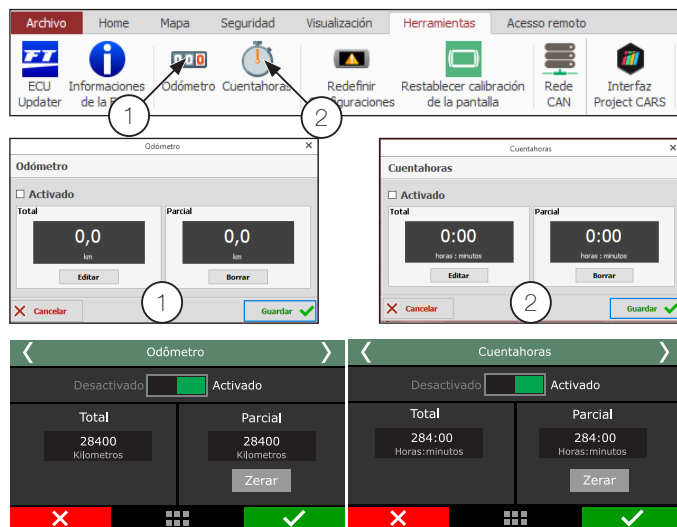 Archivo Home Mapa Seguridad Visualización Herramientas Acesso remoto
FT 000
ECU Informaciones Odómetro Cuentahoras Redefinir Restablecer calibración Rede Interfaz
Updater de la de la pantalla CAN Project CARS
1 2
Odómetro ×
Odómetro
Activado
Total Parcial
0,0 0,0
km km
Editar Borrar
Cancelar 1 Guardar
Cuentahoras ×
Cuentahoras
Activado
Total Parcial
0:00 0:00
horas : minutos horas : minutos
Editar Borrar
Cancelar 2 Guardar
Odômetro
Desactivado Activado
Total Parcial
28400 28400
Kilometros Kilometros
Zerar
Cuentahoras
Desactivado Activado
Total Parcial
284:00 284:00
Horas:minutos Horas:minutos
Zerar